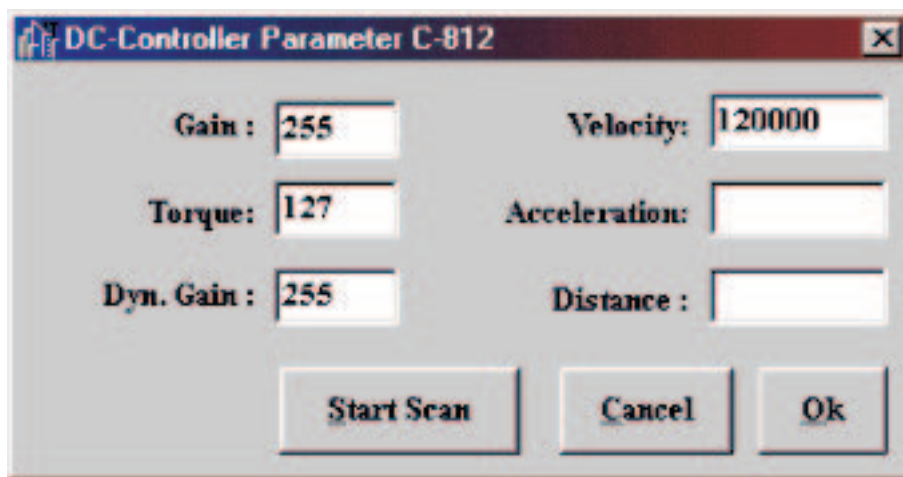 DC-Controller Parameter C-812
Gain : 255 Velocity: 120000
Torque: 127 Acceleration:
Dyn. Gain : 255 Distance :
Start Scan Cancel Ok